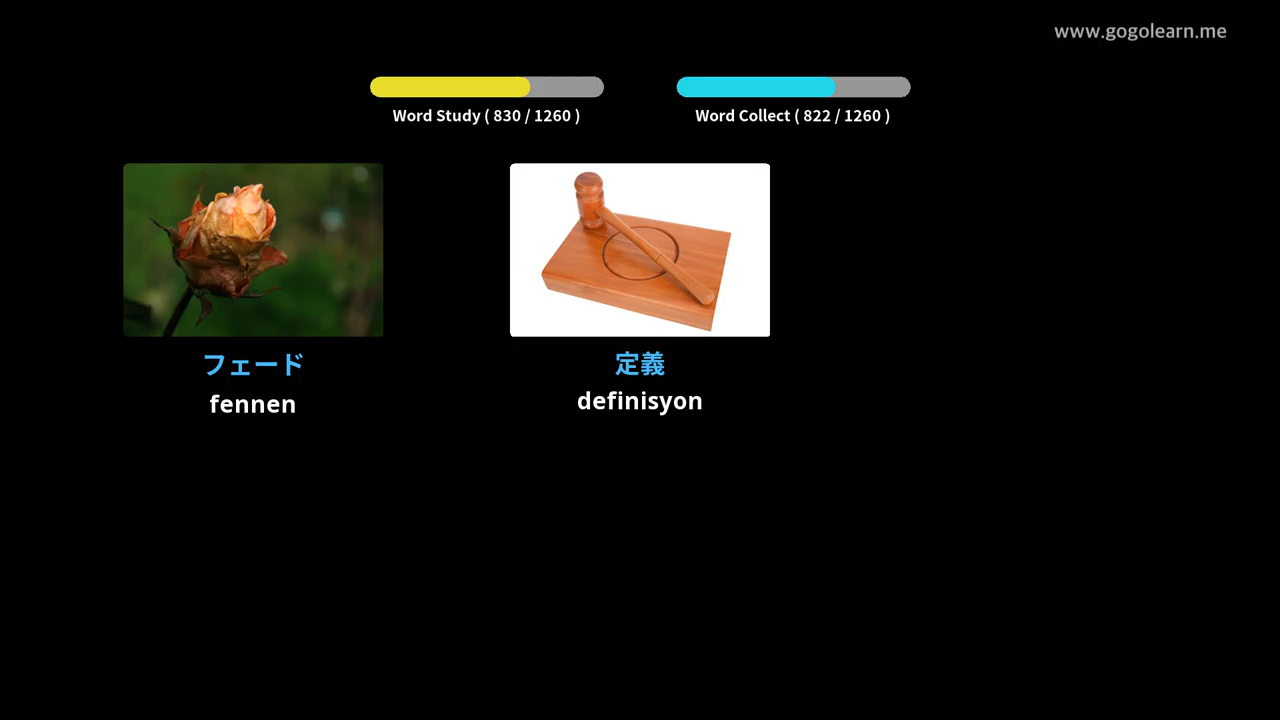 www.gogolearn.me
Word Study ( 830 / 1260 )
Word Collect ( 822 / 1260 )
フェード
fennen
定義
definisyon